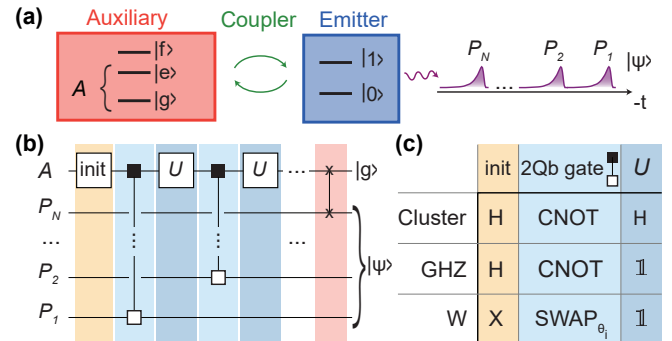 (a)
Auxiliary
Coupler
Emitter
|f⟩
A
|e⟩
|g⟩
|1⟩
|0⟩
P_N
...
P_2
P_1
|ψ⟩
-t
(b)
A
init
U
U
...
|g⟩
P_N
...
...
P_2
P_1
|ψ⟩
(c)
init 2Qb gate U
Cluster H CNOT H
GHZ H CNOT 𝟙
W X SWAP_θ_i 𝟙